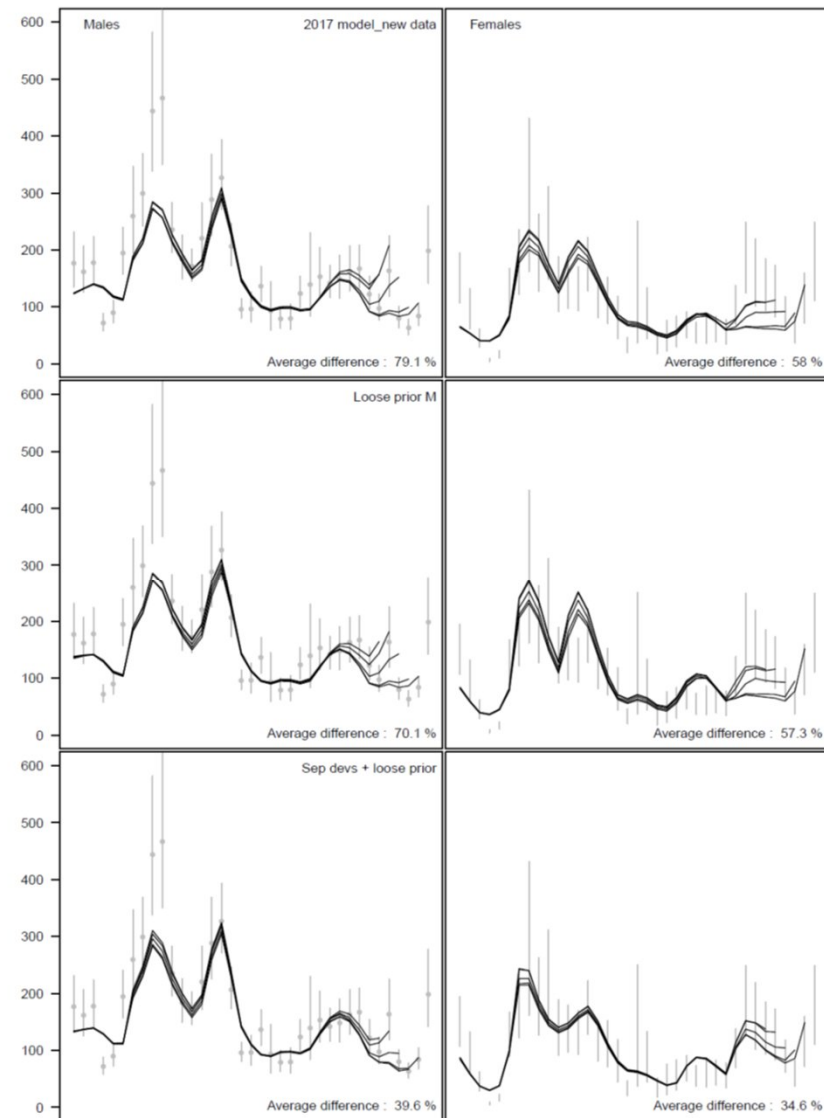 Males
2017 model_new data
Females
600
500
400
300
200
100
0
Average difference : 79.1 %
Average difference : 58 %
Loose prior M
600
500
400
300
200
100
0
Average difference : 70.1 %
Average difference : 57.3 %
Sep devs + loose prior
600
500
400
300
200
100
0
Average difference : 39.6 %
Average difference : 34.6 %